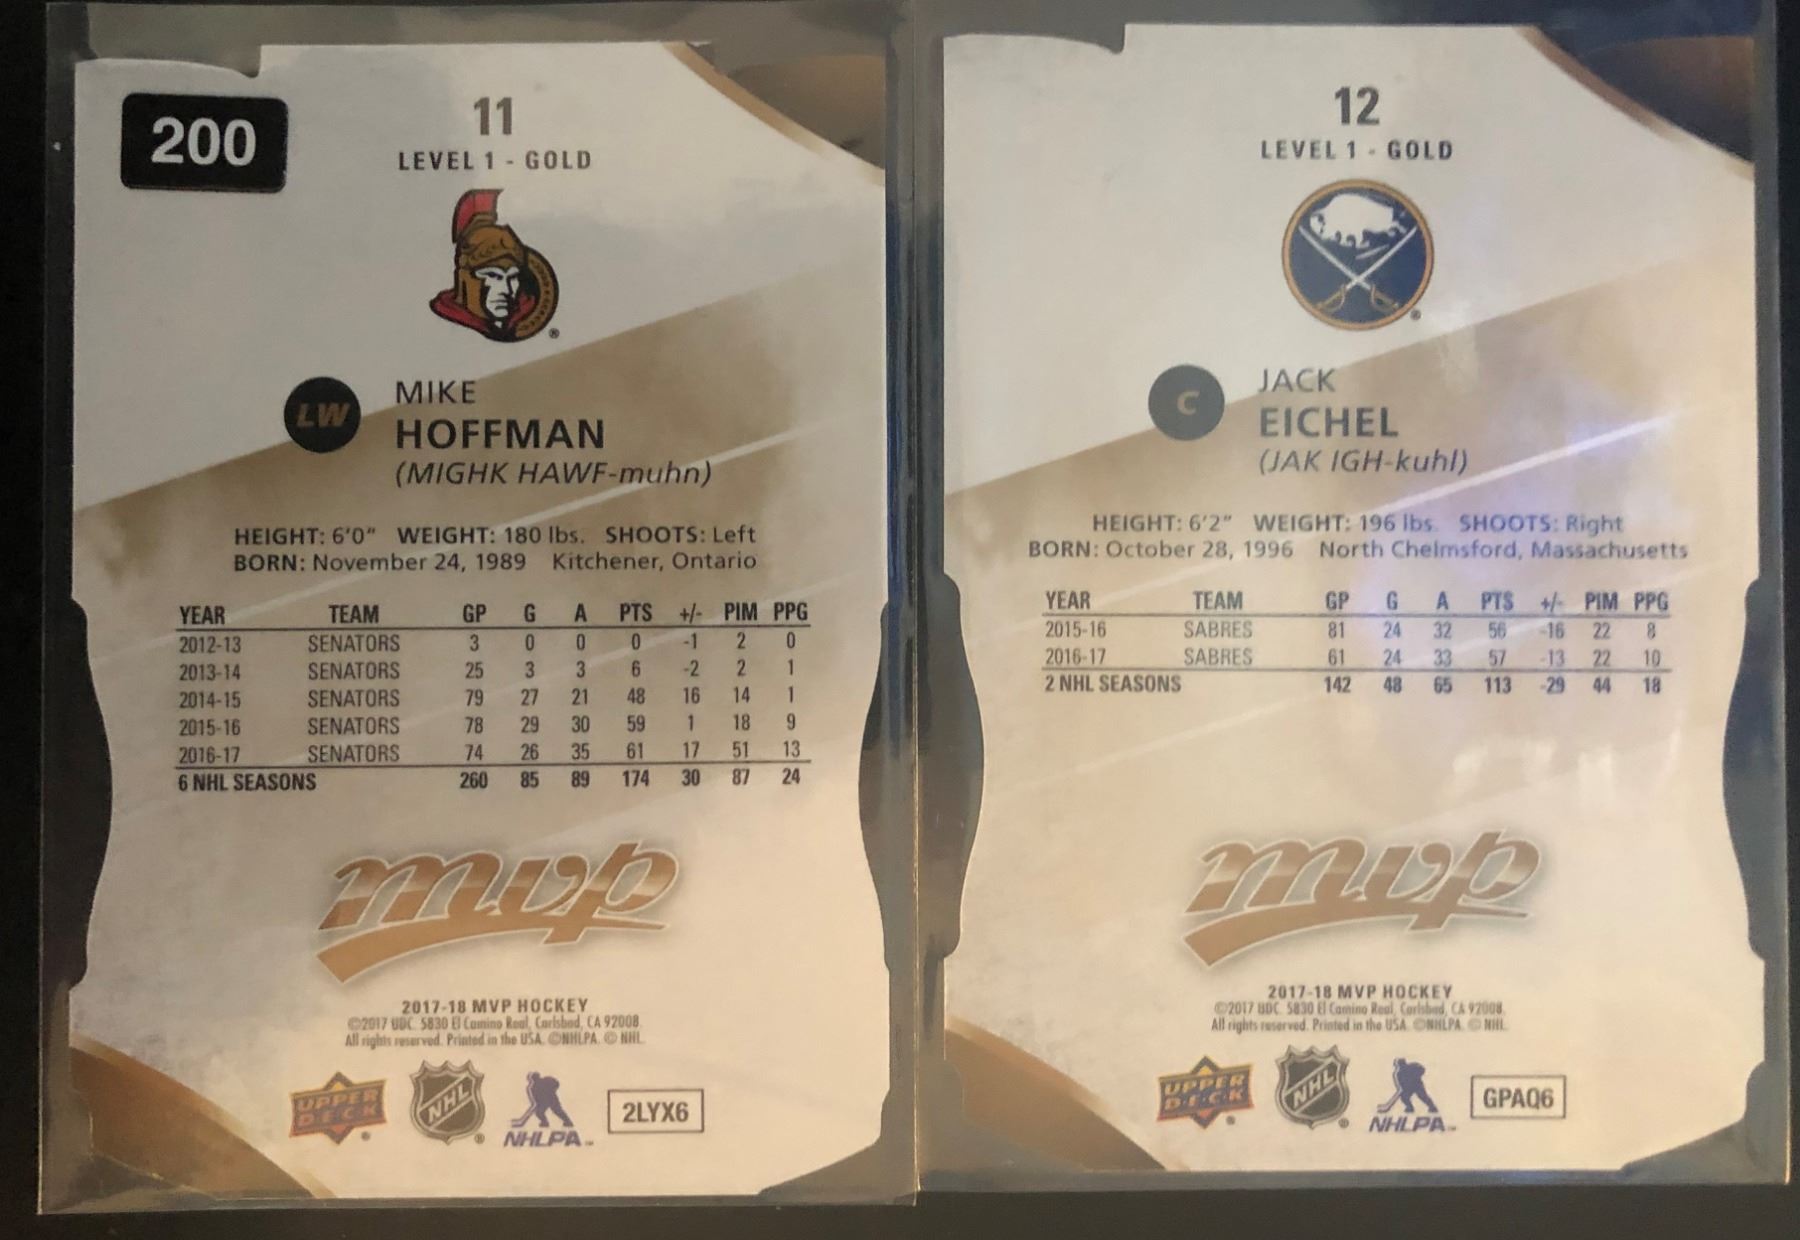 200
11
LEVEL 1 - GOLD
LW
MIKE
HOFFMAN
(MIGHK HAWF-muhn)
HEIGHT: 6'0" WEIGHT: 180 lbs. SHOOTS: Left
BORN: November 24, 1989 Kitchener, Ontario
YEAR TEAM GP G A PTS +/- PIM PPG
2012-13 SENATORS 3 0 0 0 -1 2 0
2013-14 SENATORS 25 3 3 6 -2 2 1
2014-15 SENATORS 79 27 21 48 16 14 1
2015-16 SENATORS 78 29 30 59 1 18 9
2016-17 SENATORS 74 26 35 61 17 51 13
6 NHL SEASONS 260 85 89 174 30 87 24
mvp
2017-18 MVP HOCKEY
©2017 UDC. 5830 El Camino Real, Carlsbad, CA 92008.
All rights reserved. Printed in the USA. ©NHLPA. © NHL.
UPPER DECK
NHL
NHLPA
2LYX6
12
LEVEL 1 - GOLD
C
JACK
EICHEL
(JAK IGH-kuhl)
HEIGHT: 6'2" WEIGHT: 196 lbs. SHOOTS: Right
BORN: October 28, 1996 North Chelmsford, Massachusetts
YEAR TEAM GP G A PTS +/- PIM PPG
2015-16 SABRES 81 24 32 56 -16 22 8
2016-17 SABRES 61 24 33 57 -13 22 10
2 NHL SEASONS 142 48 65 113 -29 44 18
mvp
2017-18 MVP HOCKEY
©2017 UDC. 5830 El Camino Real, Carlsbad, CA 92008.
All rights reserved. Printed in the USA. ©NHLPA. © NHL.
UPPER DECK
NHL
NHLPA
GPAQ6